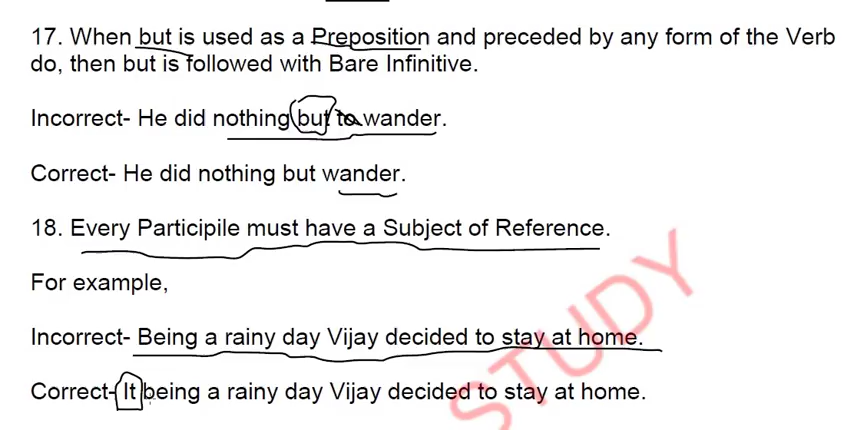 17. When but is used as a Preposition and preceded by any form of the Verb
do, then but is followed with Bare Infinitive.
Incorrect- He did nothing but to wander.
Correct- He did nothing but wander.
18. Every Participile must have a Subject of Reference.
For example,
Incorrect- Being a rainy day Vijay decided to stay at home.
Correct- It being a rainy day Vijay decided to stay at home.
STUDY